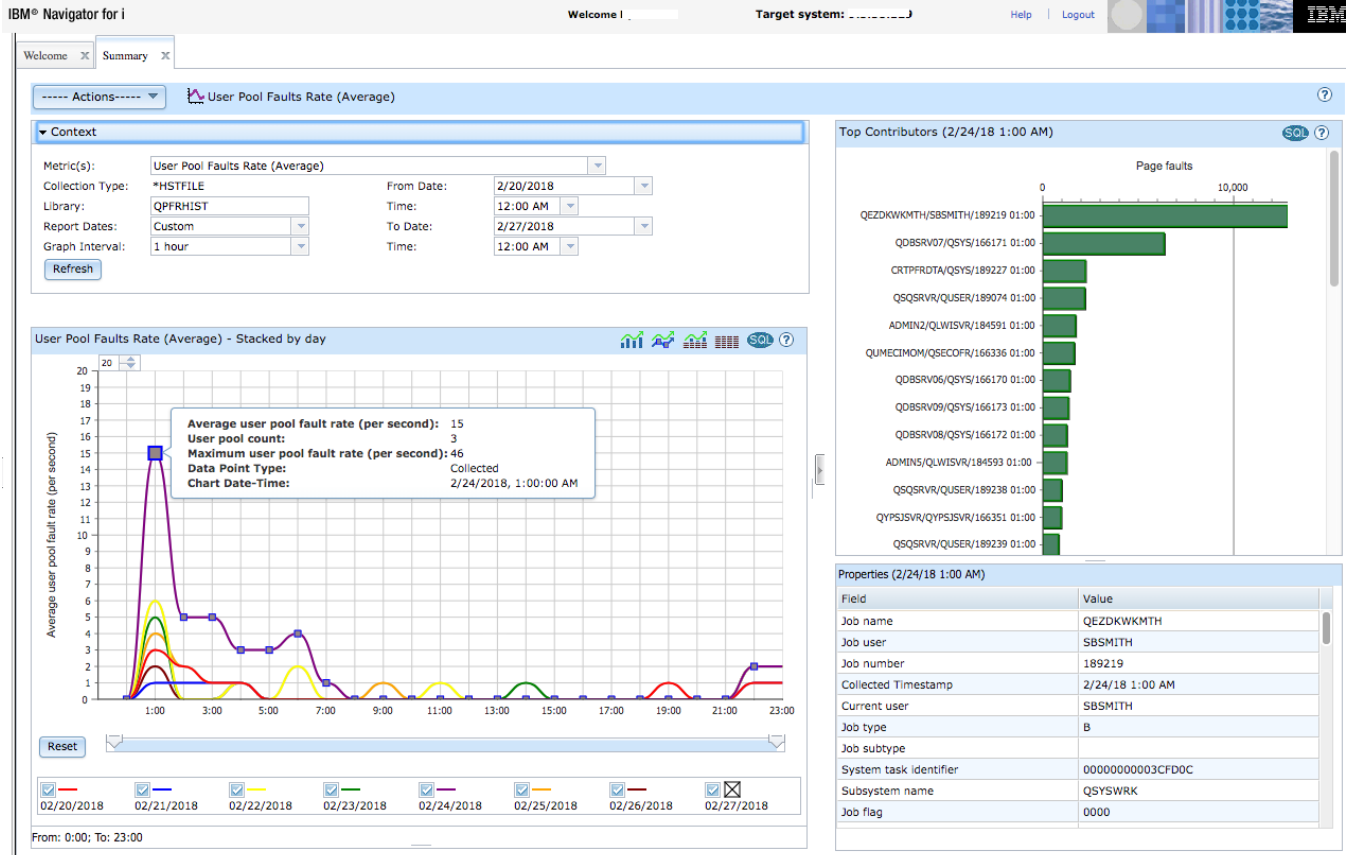 IBM® Navigator for i
Welcome
Target system:
Help | Logout
IBM
Welcome X Summary X
----- Actions-----
User Pool Faults Rate (Average)
?
Context
Metric(s): User Pool Faults Rate (Average)
Collection Type: *HSTFILE From Date: 2/20/2018
Library: QPFRHIST Time: 12:00 AM
Report Dates: Custom To Date: 2/27/2018
Graph Interval: 1 hour Time: 12:00 AM
Refresh
User Pool Faults Rate (Average) - Stacked by day
SQL ?
20
20
19
18
17
16
15
14
13
12
11
10
9
8
7
6
5
4
3
2
1
0
Average user pool fault rate (per second)
Average user pool fault rate (per second): 15
User pool count: 3
Maximum user pool fault rate (per second): 46
Data Point Type: Collected
Chart Date-Time: 2/24/2018, 1:00:00 AM
1:00 3:00 5:00 7:00 9:00 11:00 13:00 15:00 17:00 19:00 21:00 23:00
Reset
02/20/2018 02/21/2018 02/22/2018 02/23/2018 02/24/2018 02/25/2018 02/26/2018 02/27/2018
From: 0:00; To: 23:00
Top Contributors (2/24/18 1:00 AM)
SQL ?
Page faults
0 10,000
QEZDKWKMTH/SBSMITH/189219 01:00
QDBSRV07/QSYS/166171 01:00
CRTPFRDTA/QSYS/189227 01:00
QSQSRVR/QUSER/189074 01:00
ADMIN2/QLWISVR/184591 01:00
QUMECIMOM/QSECOFR/166336 01:00
QDBSRV06/QSYS/166170 01:00
QDBSRV09/QSYS/166173 01:00
QDBSRV08/QSYS/166172 01:00
ADMIN5/QLWISVR/184593 01:00
QSQSRVR/QUSER/189238 01:00
QYPSJSVR/QYPSJSVR/166351 01:00
QSQSRVR/QUSER/189239 01:00
Properties (2/24/18 1:00 AM)
Field Value
Job name QEZDKWKMTH
Job user SBSMITH
Job number 189219
Collected Timestamp 2/24/18 1:00 AM
Current user SBSMITH
Job type B
Job subtype
System task identifier 00000000003CFD0C
Subsystem name QSYSWRK
Job flag 0000